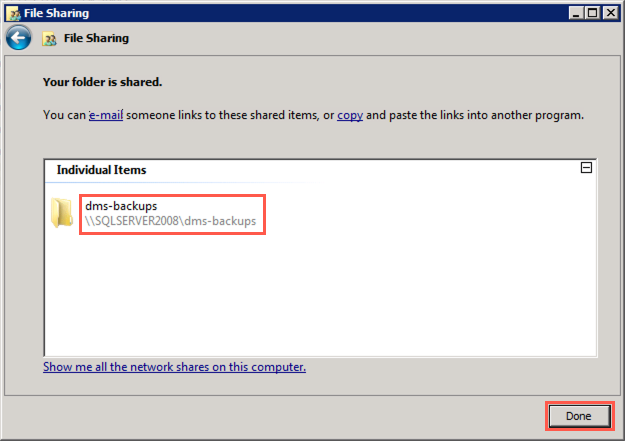 File Sharing
File Sharing
Your folder is shared.
You can e-mail someone links to these shared items, or copy and paste the links into another program.
Individual Items
dms-backups
\\SQLSERVER2008\dms-backups
Show me all the network shares on this computer.
Done